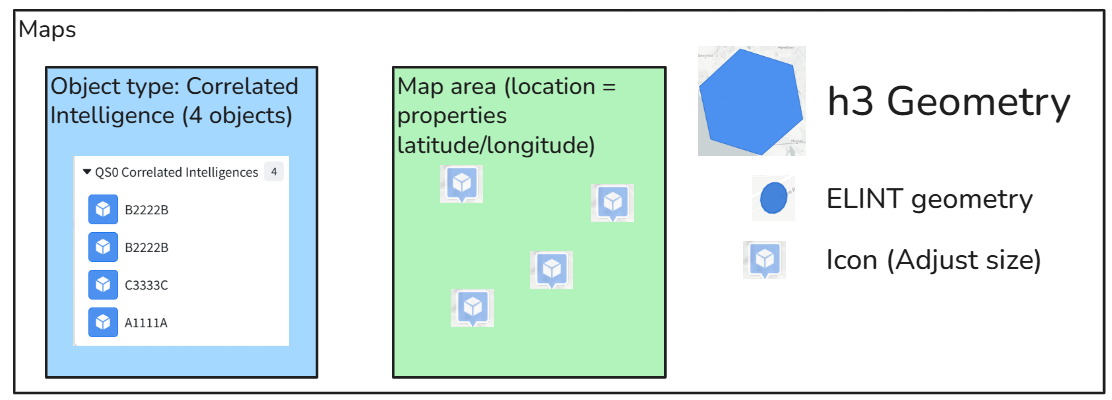 Maps
Object type: Correlated
Intelligence (4 objects)
QS0 Correlated Intelligences 4
B2222B
B2222B
C3333C
A1111A
Map area (location =
properties
latitude/longitude)
h3 Geometry
ELINT geometry
Icon (Adjust size)